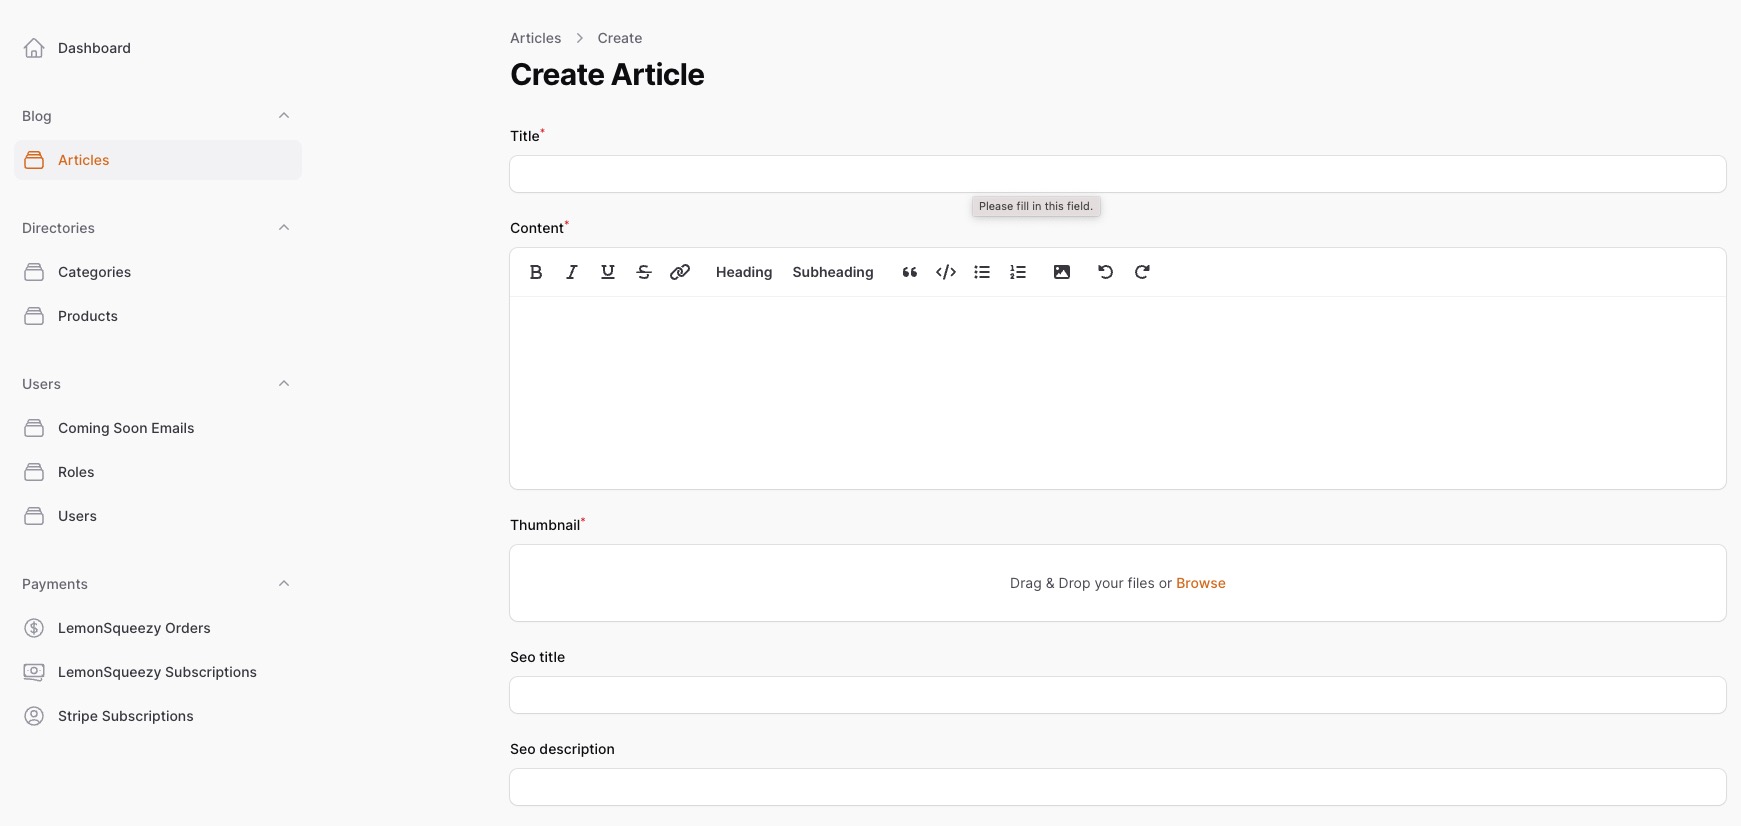 Dashboard
Blog
Articles
Directories
Categories
Products
Users
Coming Soon Emails
Roles
Users
Payments
LemonSqueezy Orders
LemonSqueezy Subscriptions
Stripe Subscriptions
Articles > Create
Create Article
Title*
Please fill in this field.
Content*
Heading Subheading
Thumbnail*
Drag & Drop your files or Browse
Seo title
Seo description